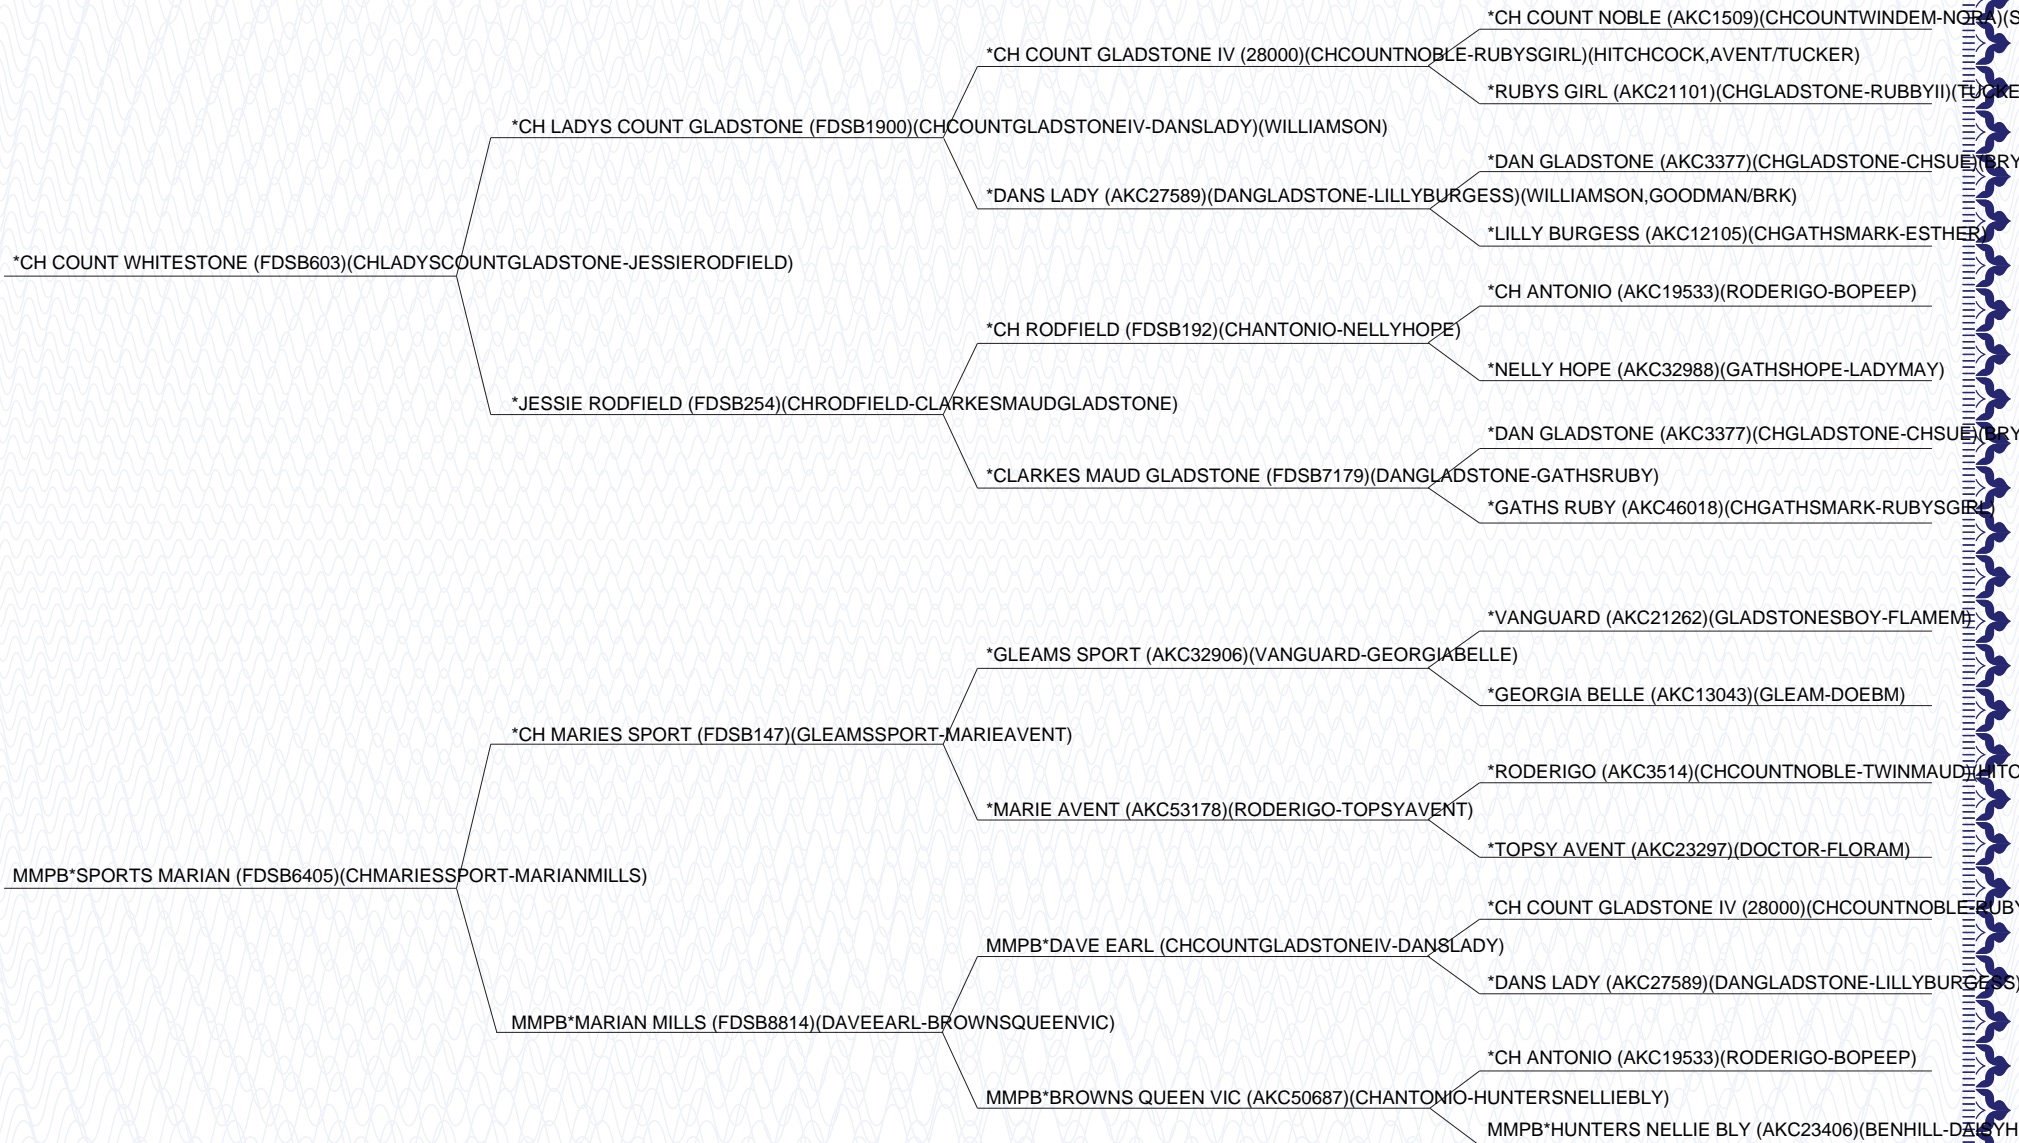 *CH COUNT NOBLE (AKC1509)(CHCOUNTWINDEM-NORA)(S
*CH COUNT GLADSTONE IV (28000)(CHCOUNTNOBLE-RUBYSGIRL)(HITCHCOCK,AVENT/TUCKER)
*RUBYS GIRL (AKC21101)(CHGLADSTONE-RUBBYII)(TUCKE
*CH LADYS COUNT GLADSTONE (FDSB1900)(CHCOUNTGLADSTONEIV-DANSLADY)(WILLIAMSON)
*DAN GLADSTONE (AKC3377)(CHGLADSTONE-CHSUE)(BRY
*DANS LADY (AKC27589)(DANGLADSTONE-LILLYBURGESS)(WILLIAMSON,GOODMAN/BRK)
*LILLY BURGESS (AKC12105)(CHGATHSMARK-ESTHER)
*CH COUNT WHITESTONE (FDSB603)(CHLADYSCOUNTGLADSTONE-JESSIERODFIELD)
*CH ANTONIO (AKC19533)(RODERIGO-BOPEEP)
*CH RODFIELD (FDSB192)(CHANTONIO-NELLYHOPE)
*NELLY HOPE (AKC32988)(GATHSHOPE-LADYMAY)
*JESSIE RODFIELD (FDSB254)(CHRODFIELD-CLARKESMAUDGLADSTONE)
*DAN GLADSTONE (AKC3377)(CHGLADSTONE-CHSUE)(BRY
*CLARKES MAUD GLADSTONE (FDSB7179)(DANGLADSTONE-GATHSRUBY)
*GATHS RUBY (AKC46018)(CHGATHSMARK-RUBYSGIRL)
*VANGUARD (AKC21262)(GLADSTONESBOY-FLAMEM)
*GLEAMS SPORT (AKC32906)(VANGUARD-GEORGIABELLE)
*GEORGIA BELLE (AKC13043)(GLEAM-DOEBM)
*CH MARIES SPORT (FDSB147)(GLEAMSSPORT-MARIEAVENT)
*RODERIGO (AKC3514)(CHCOUNTNOBLE-TWINMAUD)(HITC
*MARIE AVENT (AKC53178)(RODERIGO-TOPSYAVENT)
*TOPSY AVENT (AKC23297)(DOCTOR-FLORAM)
MMPB*SPORTS MARIAN (FDSB6405)(CHMARIESSPORT-MARIANMILLS)
*CH COUNT GLADSTONE IV (28000)(CHCOUNTNOBLE-RUBY
MMPB*DAVE EARL (CHCOUNTGLADSTONEIV-DANSLADY)
*DANS LADY (AKC27589)(DANGLADSTONE-LILLYBURGESS)
MMPB*MARIAN MILLS (FDSB8814)(DAVEEARL-BROWNSQUEENVIC)
*CH ANTONIO (AKC19533)(RODERIGO-BOPEEP)
MMPB*BROWNS QUEEN VIC (AKC50687)(CHANTONIO-HUNTERSNELLIEBLY)
MMPB*HUNTERS NELLIE BLY (AKC23406)(BENHILL-DAISYH